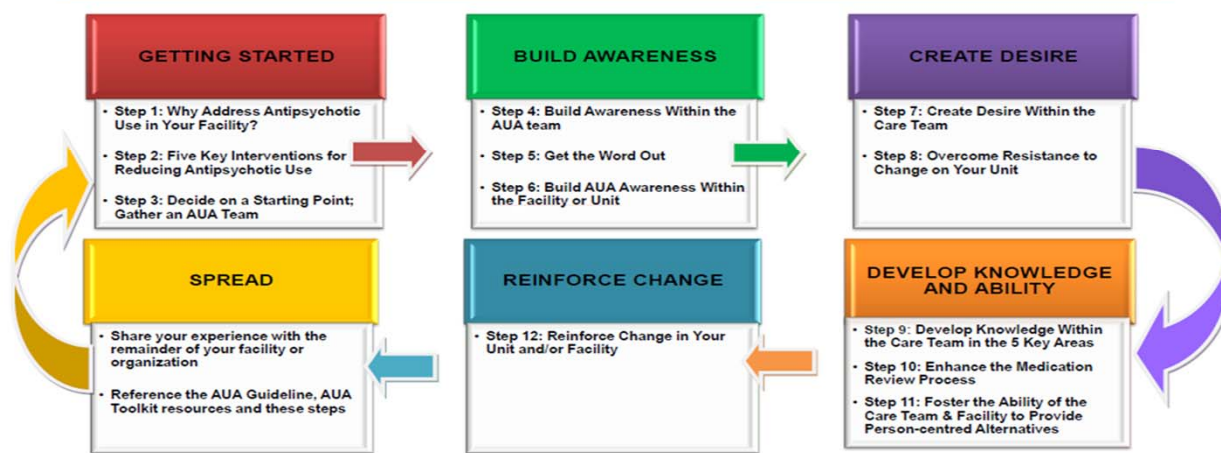 GETTING STARTED
• Step 1: Why Address Antipsychotic
Use in Your Facility?
• Step 2: Five Key Interventions for
Reducing Antipsychotic Use
• Step 3: Decide on a Starting Point;
Gather an AUA Team
BUILD AWARENESS
• Step 4: Build Awareness Within the
AUA team
• Step 5: Get the Word Out
• Step 6: Build AUA Awareness Within
the Facility or Unit
CREATE DESIRE
• Step 7: Create Desire Within the
Care Team
• Step 8: Overcome Resistance to
Change on Your Unit
DEVELOP KNOWLEDGE
AND ABILITY
• Step 9: Develop Knowledge Within
the Care Team in the 5 Key Areas
• Step 10: Enhance the Medication
Review Process
• Step 11: Foster the Ability of the
Care Team & Facility to Provide
Person-centred Alternatives
REINFORCE CHANGE
• Step 12: Reinforce Change in Your
Unit and/or Facility
SPREAD
• Share your experience with the
remainder of your facility or
organization
• Reference the AUA Guideline, AUA
Toolkit resources and these steps